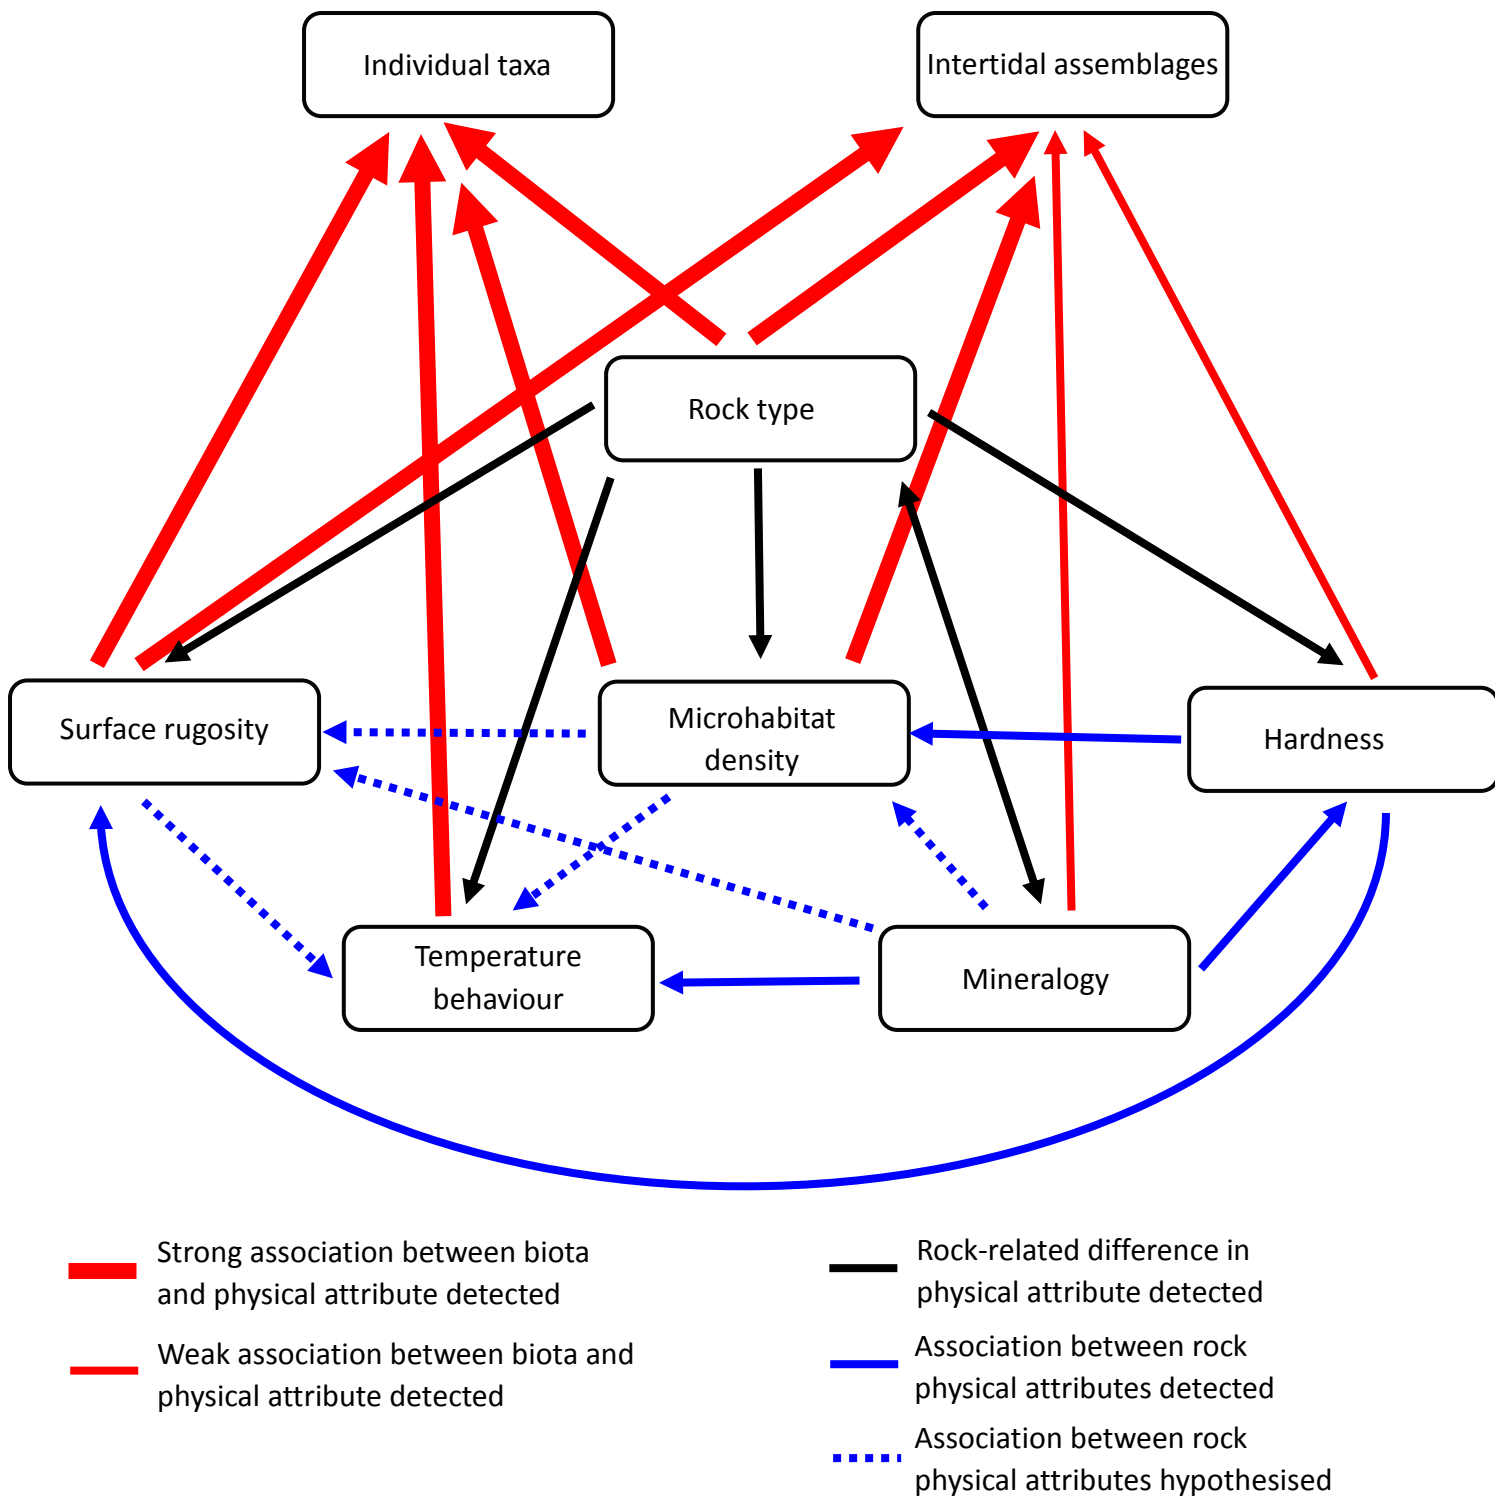 Individual taxa
Intertidal assemblages
Rock type
Surface rugosity
Microhabitat
density
Hardness
Temperature
behaviour
Mineralogy
Strong association between biota
and physical attribute detected
Weak association between biota and
physical attribute detected
Rock-related difference in
physical attribute detected
Association between rock
physical attributes detected
Association between rock
physical attributes hypothesised